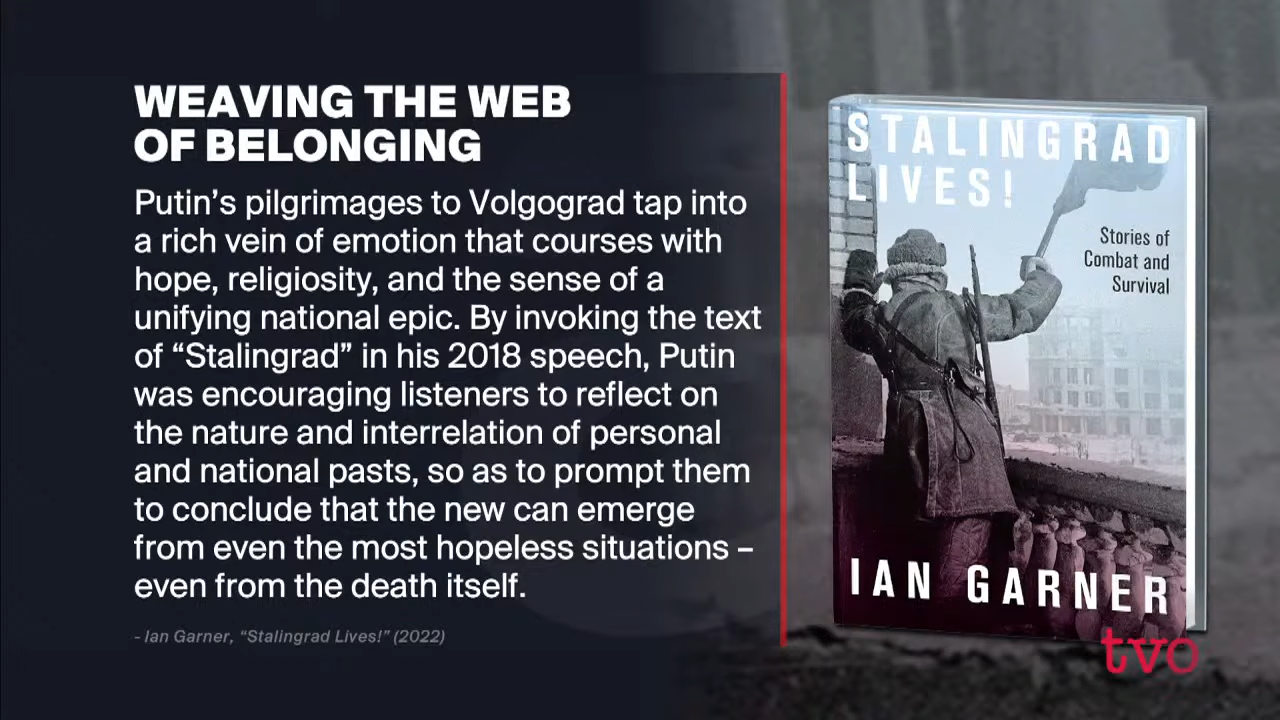 WEAVING THE WEB
OF BELONGING
Putin’s pilgrimages to Volgograd tap into
a rich vein of emotion that courses with
hope, religiosity, and the sense of a
unifying national epic. By invoking the text
of “Stalingrad” in his 2018 speech, Putin
was encouraging listeners to reflect on
the nature and interrelation of personal
and national pasts, so as to prompt them
to conclude that the new can emerge
from even the most hopeless situations –
even from the death itself.
- Ian Garner, “Stalingrad Lives!” (2022)
STALINGRAD
LIVES!
Stories of
Combat and
Survival
IAN GARNER
tvo